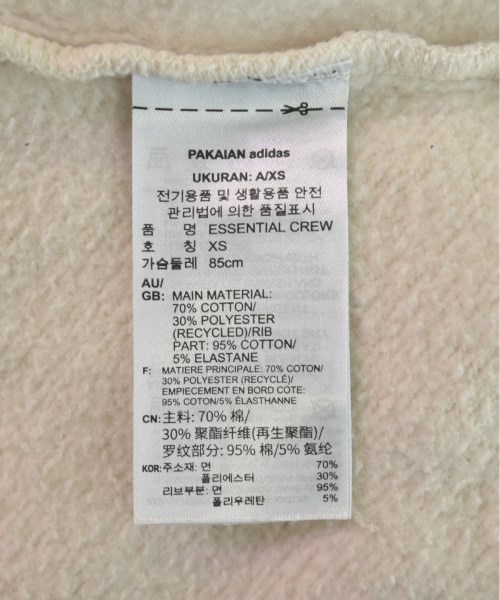 PAKAIAN adidas
UKURAN: A/XS
전기용품 및 생활용품 안전
관리법에 의한 품질표시
품 명 ESSENTIAL CREW
호 칭 XS
가슴둘레 85cm
AU/
GB: MAIN MATERIAL:
70% COTTON/
30% POLYESTER
(RECYCLED)/RIB
PART: 95% COTTON/
5% ELASTANE
F: MATIERE PRINCIPALE: 70% COTON/
30% POLYESTER (RECYCLÉ)/
EMPIECEMENT EN BORD COTE:
95% COTON/5% ÉLASTHANNE
CN: 主料: 70% 棉/
30% 聚酯纤维(再生聚酯)/
罗纹部分: 95% 棉/5% 氨纶
KOR: 주소재: 면 70%
폴리에스터 30%
리브부분: 면 95%
폴리우레탄 5%